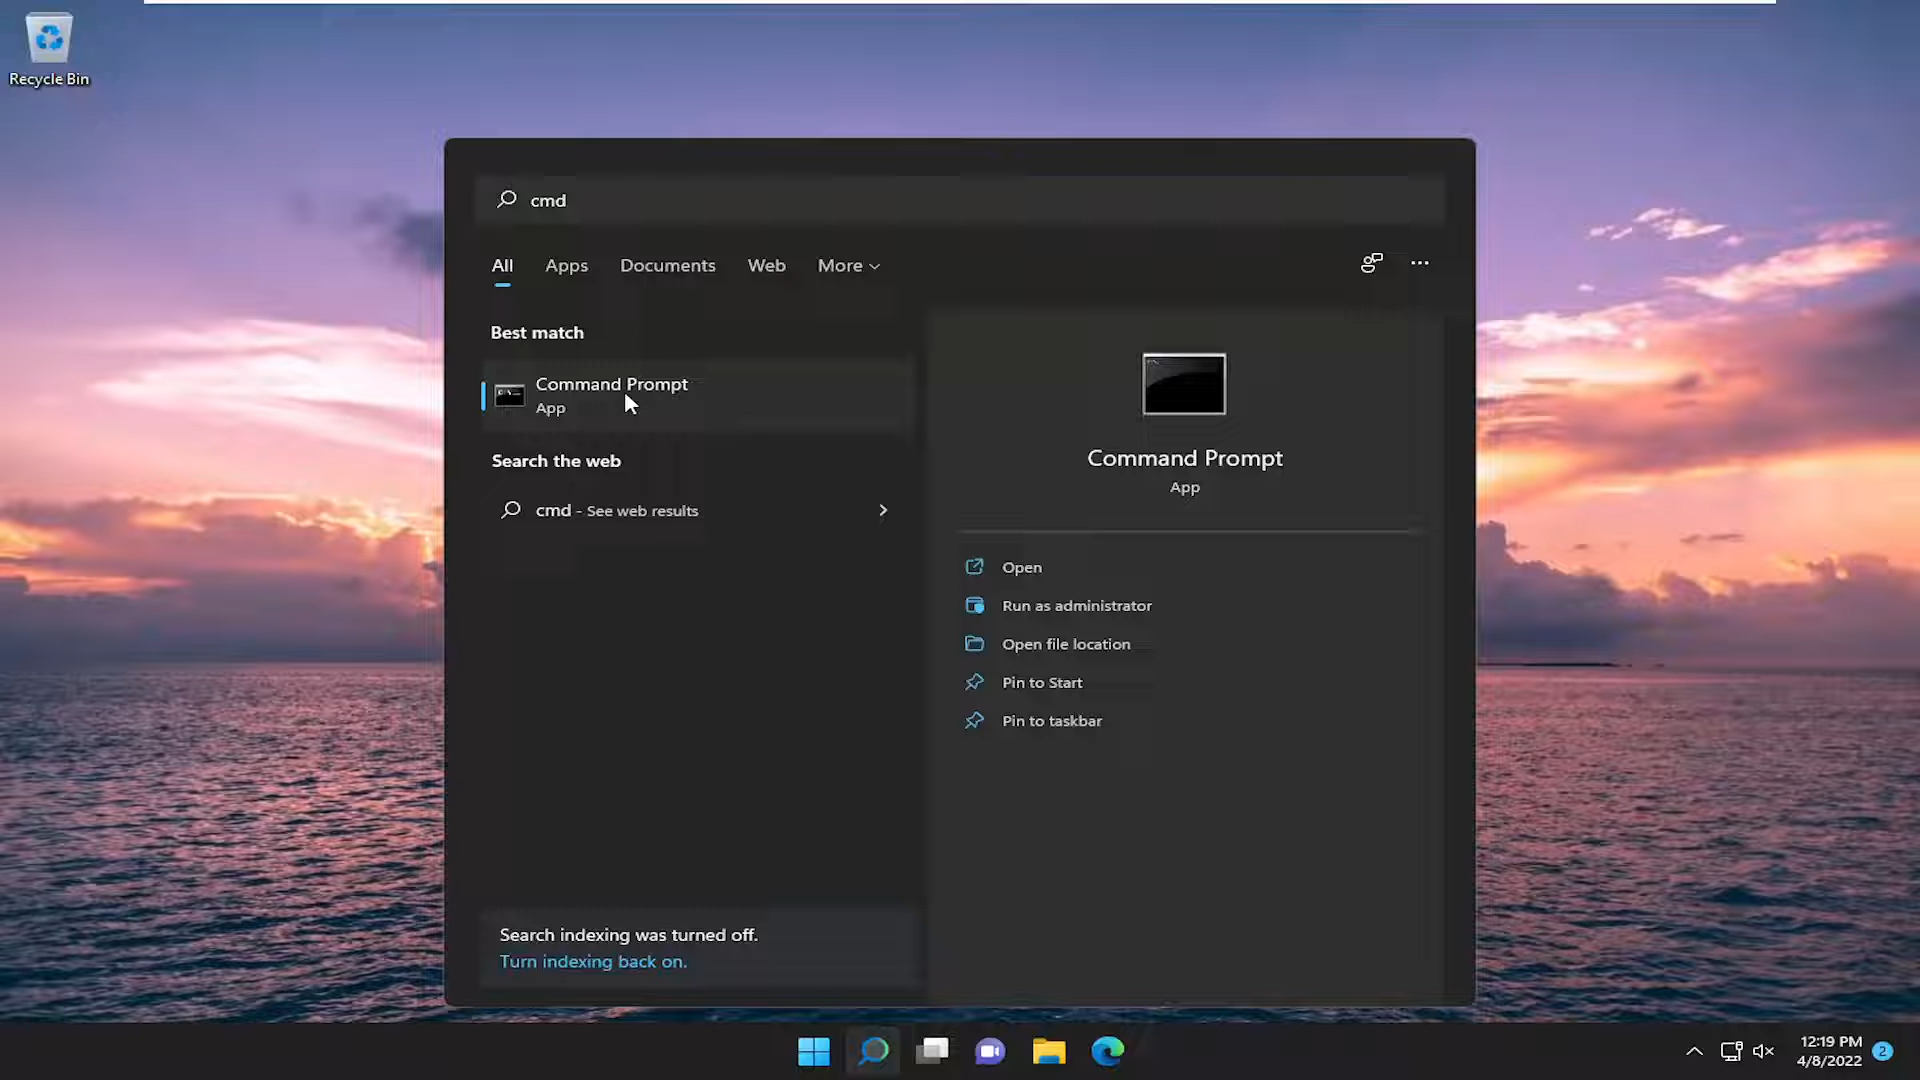 Recycle Bin
cmd
All Apps Documents Web More
Best match
Command Prompt
App
Search the web
cmd - See web results
Command Prompt
App
Open
Run as administrator
Open file location
Pin to Start
Pin to taskbar
Search indexing was turned off.
Turn indexing back on.
12:19 PM
4/8/2022
2